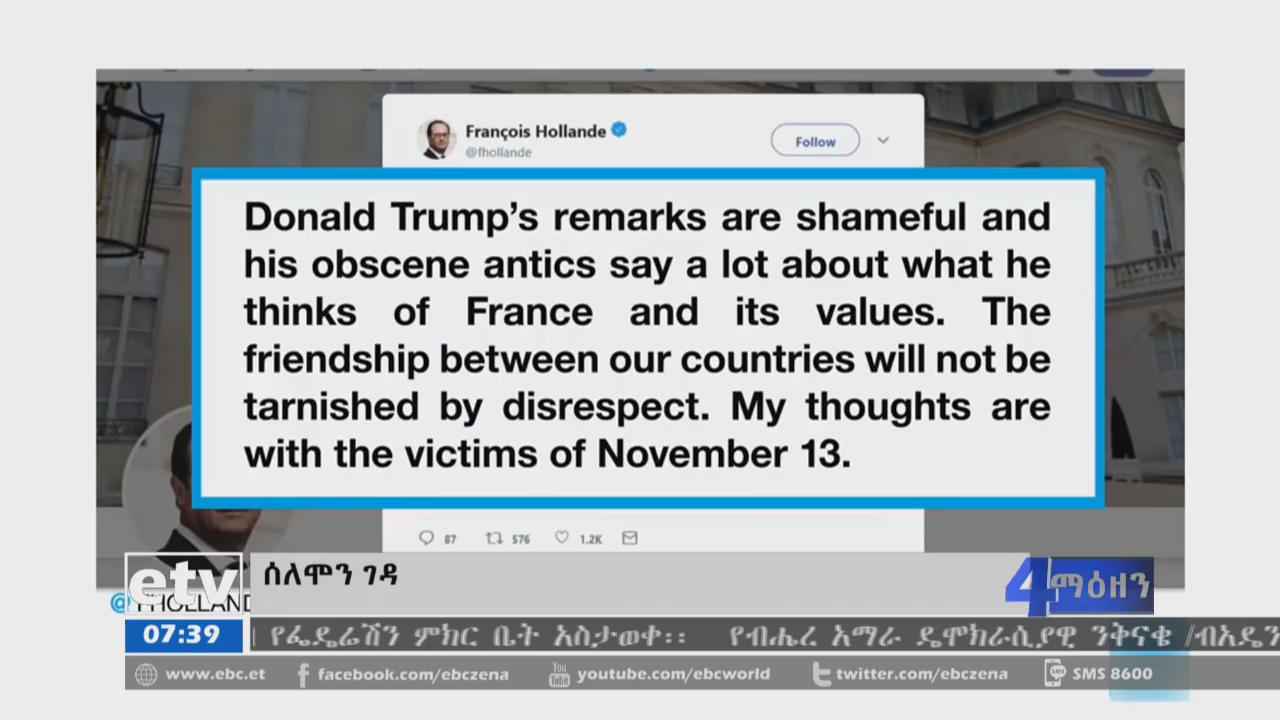 François Hollande
@fhollande
Follow
Donald Trump's remarks are shameful and
his obscene antics say a lot about what he
thinks of France and its values. The
friendship between our countries will not be
tarnished by disrespect. My thoughts are
with the victims of November 13.
87 576 1.2K
etv
ሰለሞን ገዳ
4ማዕዘን
@FHOLLAND
07:39
የፌዴሬሽን ምክር ቤት አስታወቀ፡፡ የብሔረ አማራ ዴሞክራሲያዊ ንቅናቄ /ብአዴን
www.ebc.et facebook.com/ebczena You Tube youtube.com/ebcworld twitter.com/ebczena SMS SMS 8600